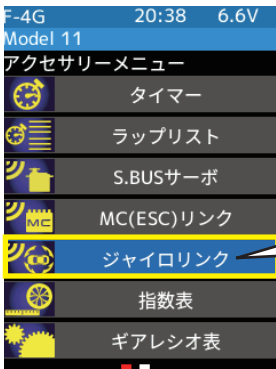 F-4G 20:38 6.6V
Model 11
アクセサリーメニュー
タイマー
ラップリスト
S.BUSサーボ
MC(ESC)リンク
MC
ジャイロリンク
指数表
ギアレシオ表